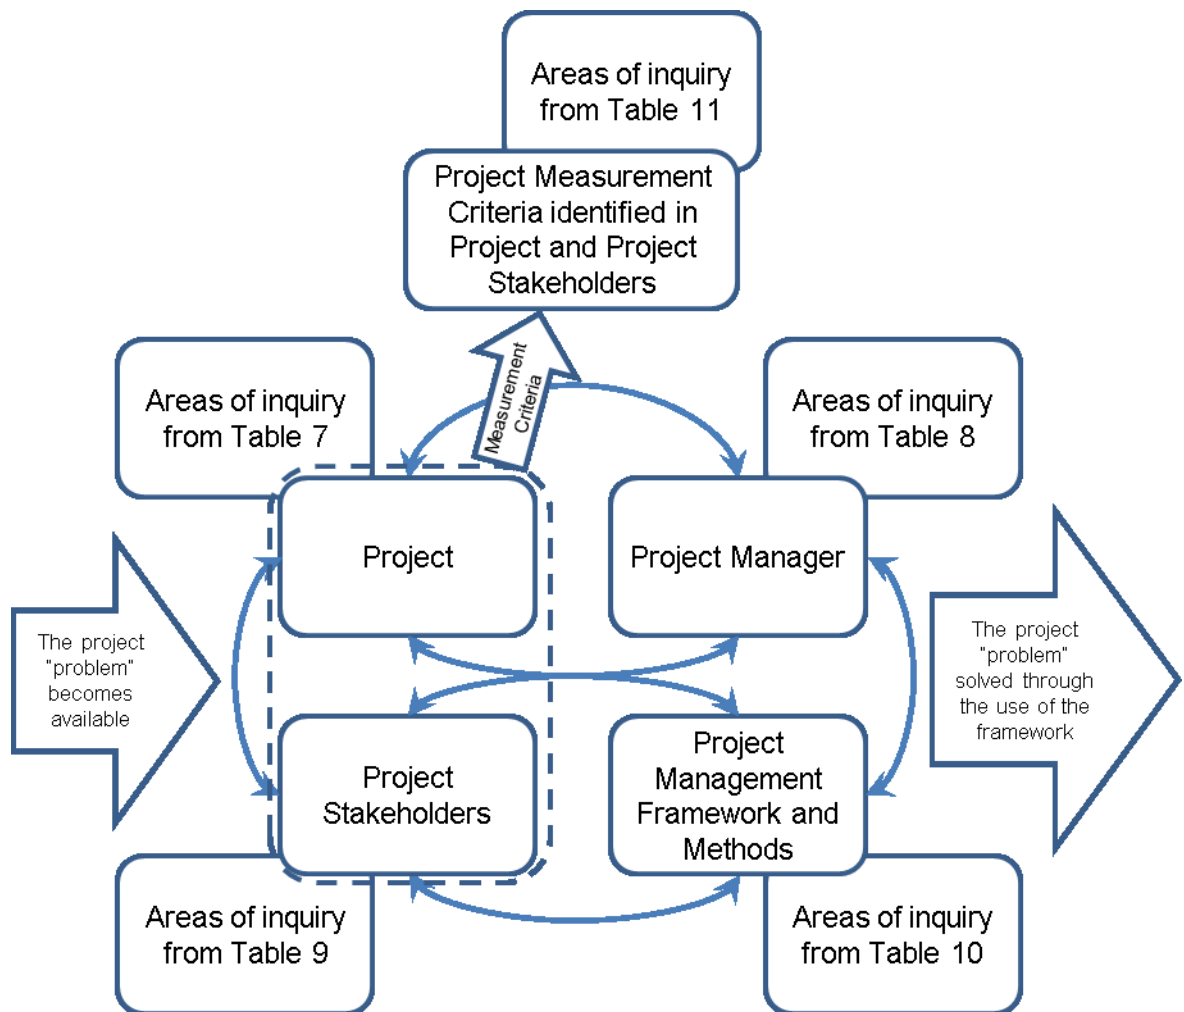 Areas of inquiry
from Table 11
Project Measurement
Criteria identified in
Project and Project
Stakeholders
Measurement
Criteria
Areas of inquiry
from Table 7
Areas of inquiry
from Table 8
Project
Project Manager
The project
"problem"
becomes
available
The project
"problem"
solved through
the use of the
framework
Project
Stakeholders
Project
Management
Framework and
Methods
Areas of inquiry
from Table 9
Areas of inquiry
from Table 10